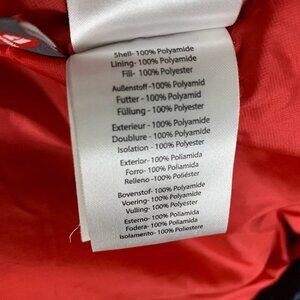 Shell- 100% Polyamide
Lining- 100% Polyamide
Fill- 100% Polyester
Außenstoff - 100% Polyamid
Futter - 100% Polyamid
Füllung - 100% Polyester
Exterieur - 100% Polyamide
Doublure - 100% Polyamide
Isolation - 100% Polyester
Exterior- 100% Poliamida
Forro- 100% Poliamida
Relleno - 100% Poliéster
Bovenstof- 100% Polyamide
Voering - 100% Polyamide
Vulling- 100% Polyester
Esterno- 100% Poliamida
Fodera- 100% Poliamida
Isolamento- 100% Poliestere